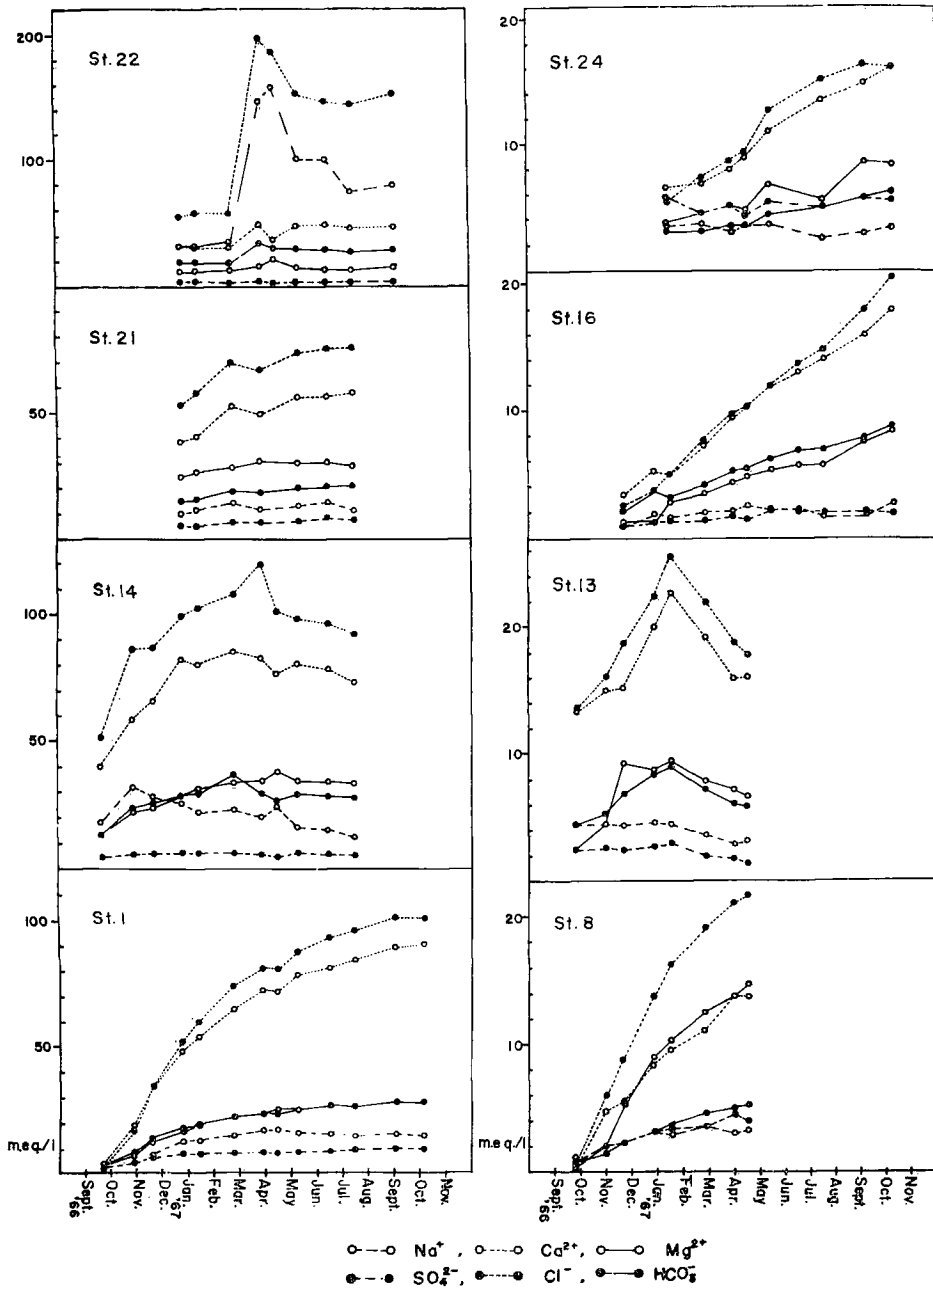 St.22
200
100
St.24
20
10
St.21
50
St.16
20
10
St.14
100
50
St.13
20
10
St.1
100
50
m.e q./l
St.8
20
10
m.e q./l
Sept. '66
Oct.
Nov.
Dec.
Jan. '67
Feb.
Mar.
Apr.
May
Jun.
Jul.
Aug.
Sept.
Oct.
Nov.
Sept. '66
Oct.
Nov.
Dec.
Jan. '67
Feb.
Mar.
Apr.
May
Jun.
Jul.
Aug.
Sept.
Oct.
Nov.
Na⁺ , Ca²⁺, Mg²⁺
SO₄²⁻, Cl⁻ , HCO₃⁻